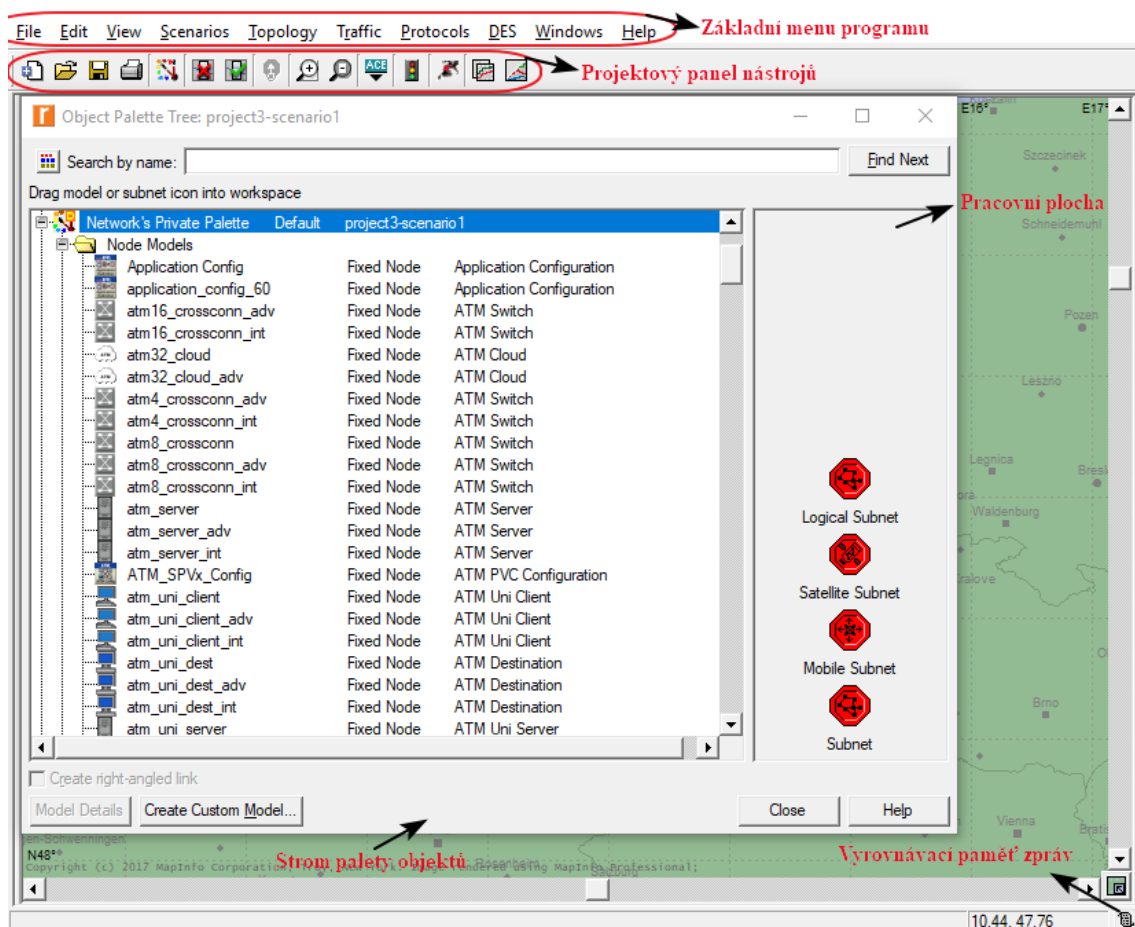 File Edit View Scenarios Topology Traffic Protocols DES Windows Help Základní menu programu
ACE Projektový panel nástrojů
Object Palette Tree: project3-scenario1
E16° E17°
Search by name: Find Next
Szczecinek
Drag model or subnet icon into workspace
Pracovní plocha
Network's Private Palette Default project3-scenario1
Schneidemuhl
Node Models
Application Config Fixed Node Application Configuration
application_config_60 Fixed Node Application Configuration
atm16_crossconn_adv Fixed Node ATM Switch
Pozen
atm16_crossconn_int Fixed Node ATM Switch
atm32_cloud Fixed Node ATM Cloud
atm32_cloud_adv Fixed Node ATM Cloud
Leszno
atm4_crossconn_adv Fixed Node ATM Switch
atm4_crossconn_int Fixed Node ATM Switch
atm8_crossconn Fixed Node ATM Switch
atm8_crossconn_adv Fixed Node ATM Switch
Legnica
atm8_crossconn_int Fixed Node ATM Switch
atm_server Fixed Node ATM Server
Logical Subnet
Waldenburg
atm_server_adv Fixed Node ATM Server
atm_server_int Fixed Node ATM Server
ATM_SPVx_Config Fixed Node ATM PVC Configuration
atm_uni_client Fixed Node ATM Uni Client
Satellite Subnet
atm_uni_client_adv Fixed Node ATM Uni Client
atm_uni_client_int Fixed Node ATM Uni Client
atm_uni_dest Fixed Node ATM Destination
Mobile Subnet
atm_uni_dest_adv Fixed Node ATM Destination
atm_uni_dest_int Fixed Node ATM Destination
Brno
atm_uni_server Fixed Node ATM Uni Server
Subnet
Create right-angled link
Model Details Create Custom Model... Close Help
Vienna
N48°
Strom palety objektů
Vyrovnávací paměť zpráv
Copyright (c) 2017 MapInfo Corporation, using MapInfo Professional;
10.44, 47.76